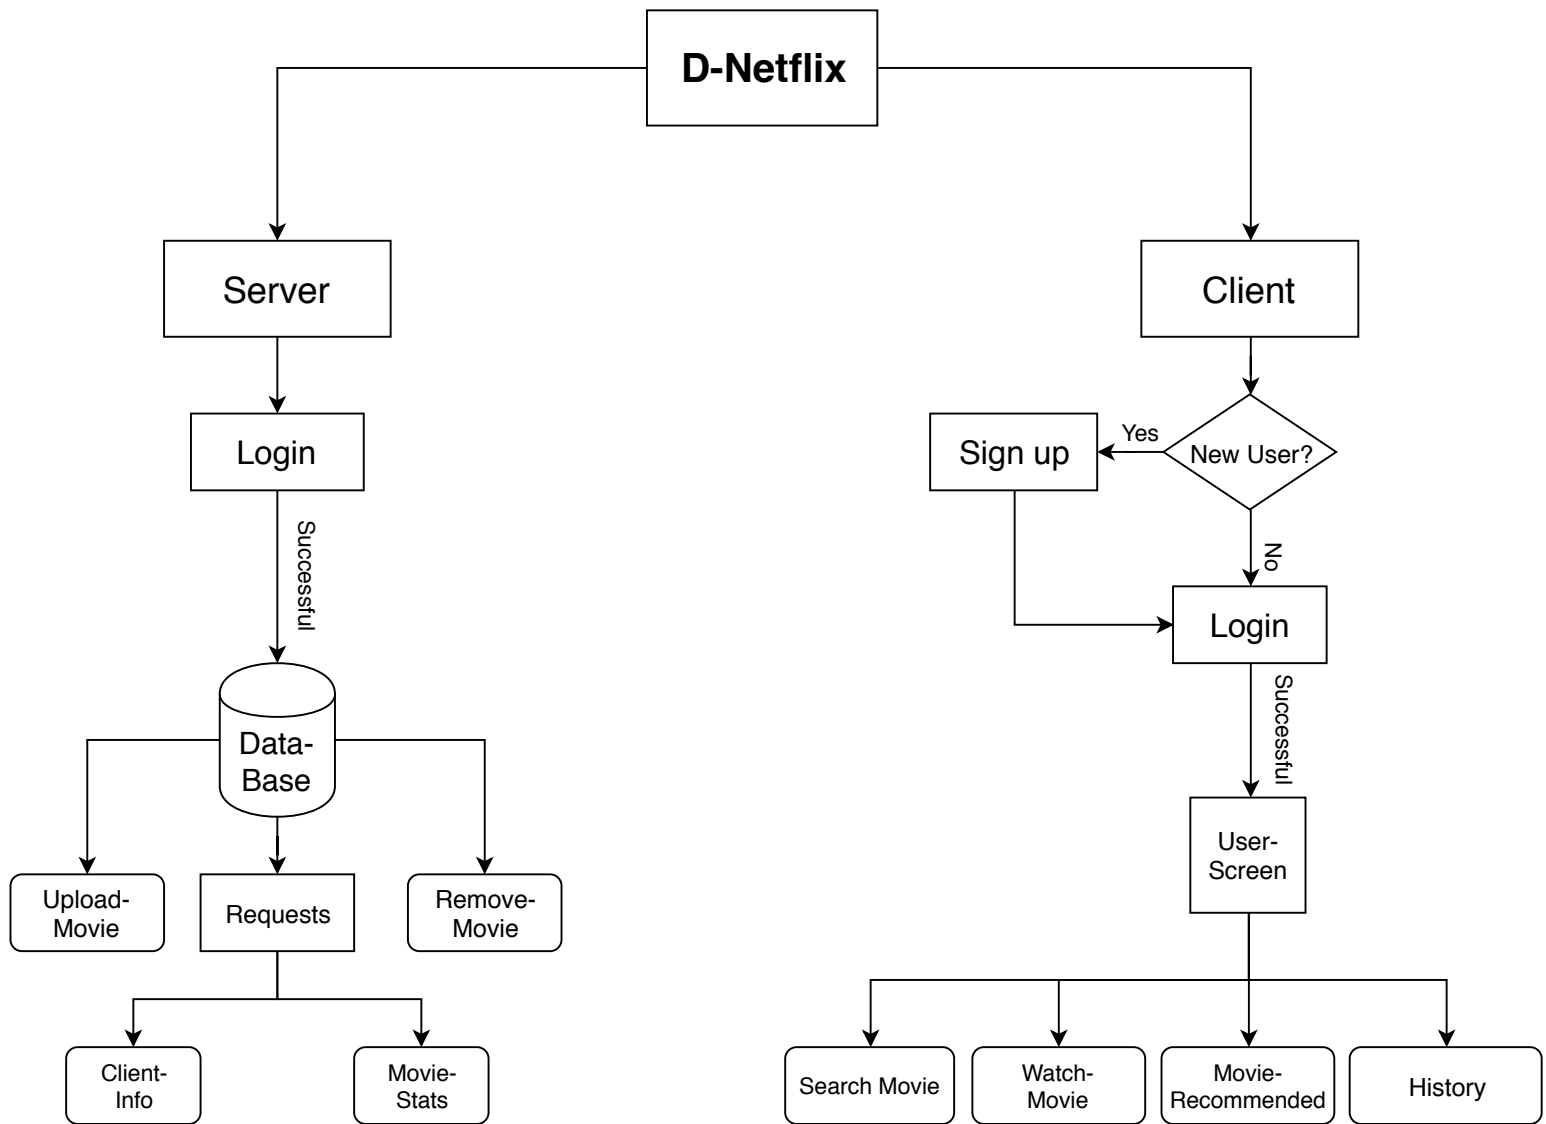 D-Netflix
Server
Client
Login
Sign up
Yes
New User?
Successful
No
Login
Successful
Data-
Base
User-
Screen
Upload-
Movie
Requests
Remove-
Movie
Client-
Info
Movie-
Stats
Search Movie
Watch-
Movie
Movie-
Recommended
History